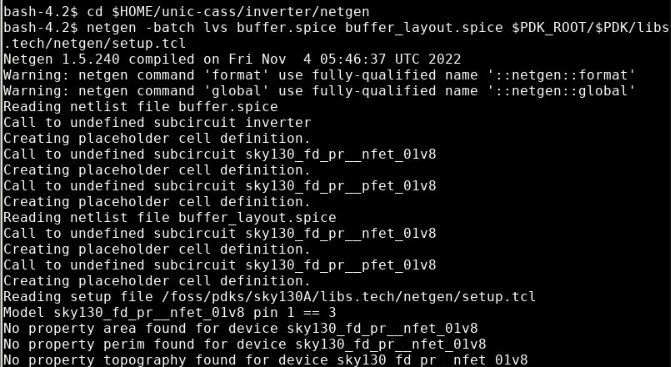 bash-4.2$ cd $HOME/unic-cass/inverter/netgen
bash-4.2$ netgen -batch lvs buffer.spice buffer_layout.spice $PDK_ROOT/$PDK/libs
.tech/netgen/setup.tcl
Netgen 1.5.240 compiled on Fri Nov  4 05:46:37 UTC 2022
Warning: netgen command 'format' use fully-qualified name '::netgen::format'
Warning: netgen command 'global' use fully-qualified name '::netgen::global'
Reading netlist file buffer.spice
Call to undefined subcircuit inverter
Creating placeholder cell definition.
Call to undefined subcircuit sky130_fd_pr__nfet_01v8
Creating placeholder cell definition.
Call to undefined subcircuit sky130_fd_pr__pfet_01v8
Creating placeholder cell definition.
Reading netlist file buffer_layout.spice
Call to undefined subcircuit sky130_fd_pr__nfet_01v8
Creating placeholder cell definition.
Call to undefined subcircuit sky130_fd_pr__pfet_01v8
Creating placeholder cell definition.
Reading setup file /foss/pdks/sky130A/libs.tech/netgen/setup.tcl
Model sky130_fd_pr__nfet_01v8 pin 1 == 3
No property area found for device sky130_fd_pr__nfet_01v8
No property perim found for device sky130_fd_pr__nfet_01v8
No property topography found for device sky130_fd_pr__nfet_01v8